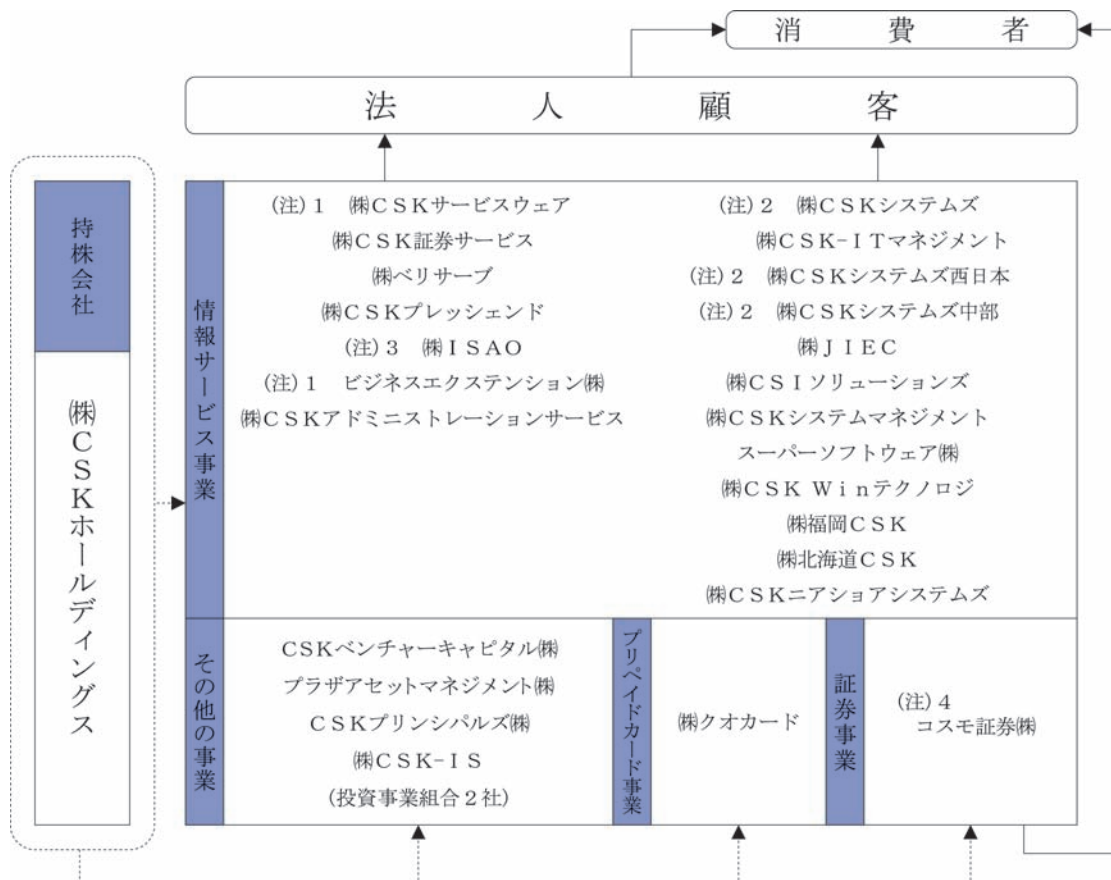 消費者
法人顧客
持株会社
㈱CSKホールディングス
情報サービス事業
(注)1 ㈱CSKサービスウェア
㈱CSK証券サービス
㈱ベリサーブ
㈱CSKプレッシェンド
(注)3 ㈱ISAO
(注)1 ビジネスエクステンション㈱
㈱CSKアドミニストレーションサービス
(注)2 ㈱CSKシステムズ
㈱CSK-ITマネジメント
(注)2 ㈱CSKシステムズ西日本
(注)2 ㈱CSKシステムズ中部
㈱JIEC
㈱CSIソリューションズ
㈱CSKシステムマネジメント
スーパーソフトウェア㈱
㈱CSK Winテクノロジ
㈱福岡CSK
㈱北海道CSK
㈱CSKニアショアシステムズ
その他の事業
CSKベンチャーキャピタル㈱
プラザアセットマネジメント㈱
CSKプリンシパルズ㈱
㈱CSK-IS
(投資事業組合2社)
プリペイドカード事業
㈱クオカード
証券事業
(注)4
コスモ証券㈱